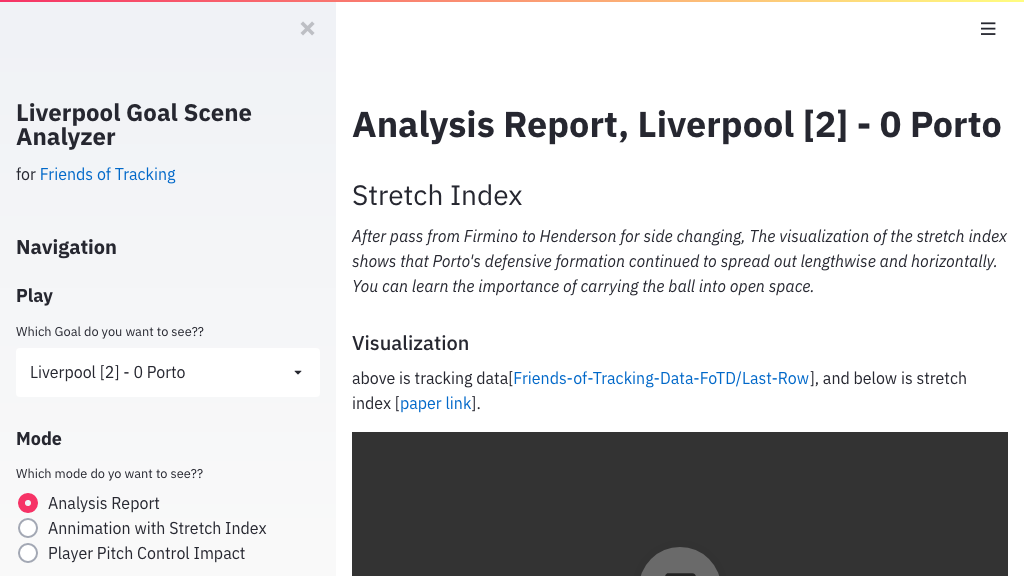 Liverpool Goal Scene
Analyzer
for Friends of Tracking
Navigation
Play
Which Goal do you want to see??
Liverpool [2] - 0 Porto
Mode
Which mode do yo want to see??
Analysis Report
Annimation with Stretch Index
Player Pitch Control Impact
Analysis Report, Liverpool [2] - 0 Porto
Stretch Index
After pass from Firmino to Henderson for side changing, The visualization of the stretch index
shows that Porto's defensive formation continued to spread out lengthwise and horizontally.
You can learn the importance of carrying the ball into open space.
Visualization
above is tracking data[Friends-of-Tracking-Data-FoTD/Last-Row], and below is stretch
index [paper link].